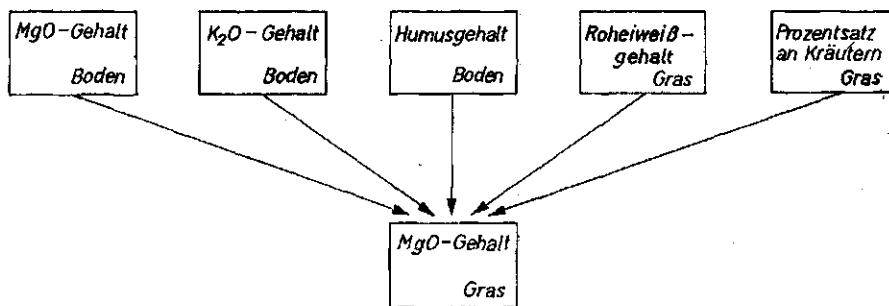 MgO-Gehalt
Boden
K₂O-Gehalt
Boden
Humusgehalt
Boden
Roheiweiß-
gehalt
Gras
Prozentsatz
an Kräutern
Gras
MgO-Gehalt
Gras